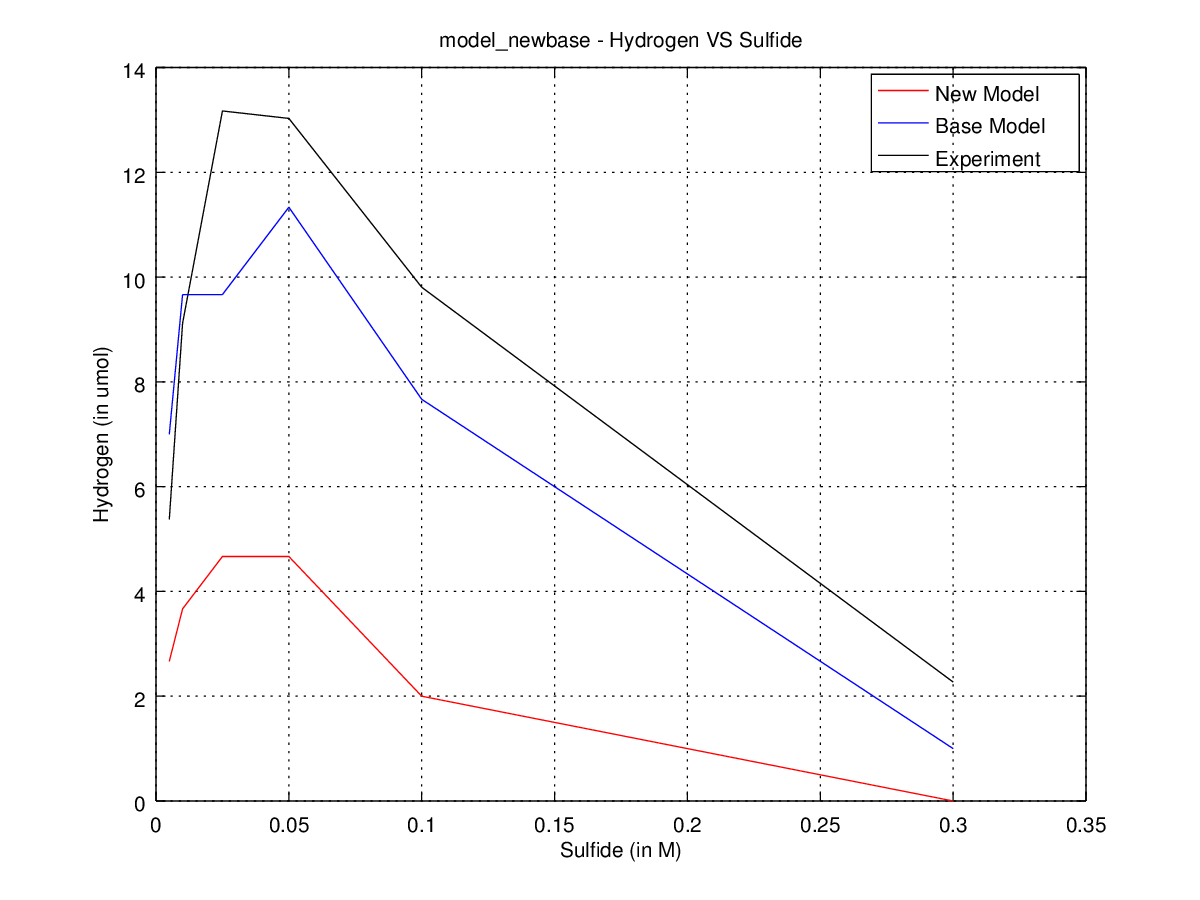 model_newbase - Hydrogen VS Sulfide
14
12
10
8
6
4
2
0
Hydrogen (in umol)
New Model
Base Model
Experiment
0 0.05 0.1 0.15 0.2 0.25 0.3 0.35
Sulfide (in M)